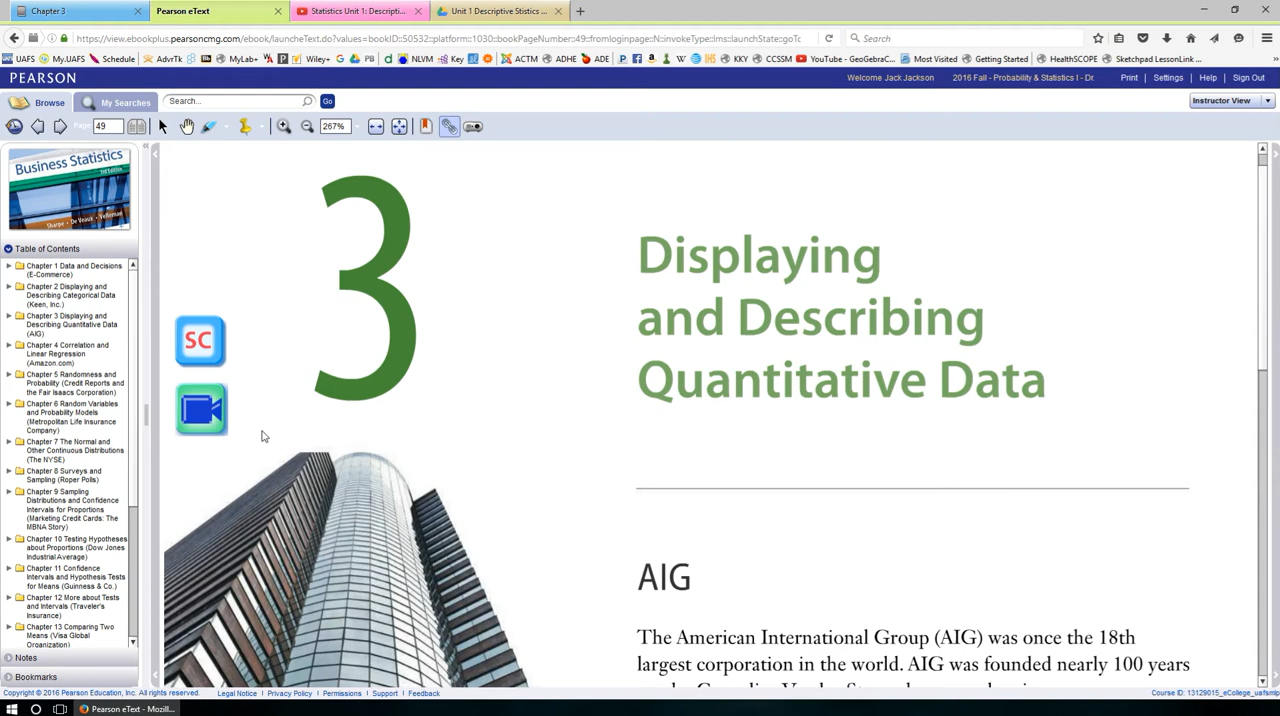 Chapter 3
Pearson eText
Statistics Unit 1: Descripti...
Unit 1 Descriptive Stistics ...
https://view.ebookplus.pearsoncmg.com/ebook/launcheText.do?values=bookID::50532::platform::1030::bookPageNumber::49::fromloginpage::N::invokeType::lms::launchState::goTo
Search
UAFS
My.UAFS
Schedule
AdvrTk
MyLab+
Wiley+
PB
NLVM
Key
ACTM
ADHE
ADE
KKY
CCSSM
YouTube - GeoGebraC...
Most Visited
Getting Started
HealthSCOPE
Sketchpad LessonLink ...
PEARSON
Welcome Jack Jackson
2016 Fall - Probability & Statistics I - Dr.
Print
Settings
Help
Sign Out
Browse
My Searches
Search...
Go
Instructor View
Page
49
267%
Business Statistics
3rd Edition
Sharpe • De Veaux • Velleman
Table of Contents
Chapter 1 Data and Decisions
(E-Commerce)
Chapter 2 Displaying and
Describing Categorical Data
(Keen, Inc.)
Chapter 3 Displaying and
Describing Quantitative Data
(AIG)
Chapter 4 Correlation and
Linear Regression
(Amazon.com)
Chapter 5 Randomness and
Probability (Credit Reports and
the Fair Isaacs Corporation)
Chapter 6 Random Variables
and Probability Models
(Metropolitan Life Insurance
Company)
Chapter 7 The Normal and
Other Continuous Distributions
(The NYSE)
Chapter 8 Surveys and
Sampling (Roper Polls)
Chapter 9 Sampling
Distributions and Confidence
Intervals for Proportions
(Marketing Credit Cards: The
MBNA Story)
Chapter 10 Testing Hypotheses
about Proportions (Dow Jones
Industrial Average)
Chapter 11 Confidence
Intervals and Hypothesis Tests
for Means (Guinness & Co.)
Chapter 12 More about Tests
and Intervals (Traveler's
Insurance)
Chapter 13 Comparing Two
Means (Visa Global
Organization)
Notes
Bookmarks
3
SC
Displaying
and Describing
Quantitative Data
AIG
The American International Group (AIG) was once the 18th
largest corporation in the world. AIG was founded nearly 100 years
Copyright © 2016 Pearson Education, Inc. All rights reserved.
Legal Notice
Privacy Policy
Permissions
Support
Feedback
Course ID: 13129015_eCollege_uafsmlp
Pearson eText - Mozil...